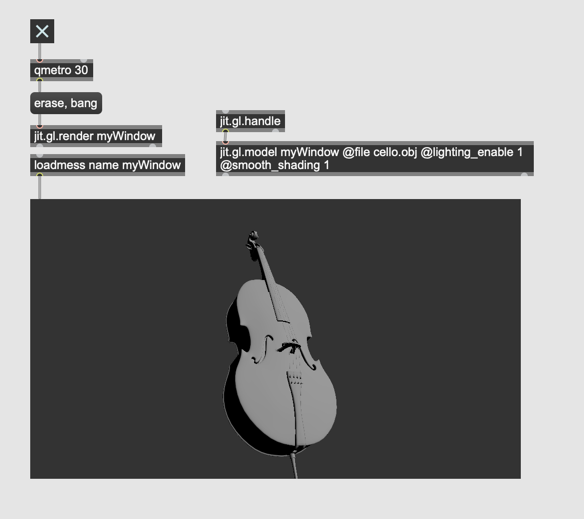 qmetro 30
erase, bang
jit.gl.render myWindow
loadmess name myWindow
jit.gl.handle
jit.gl.model myWindow @file cello.obj @lighting_enable 1
@smooth_shading 1